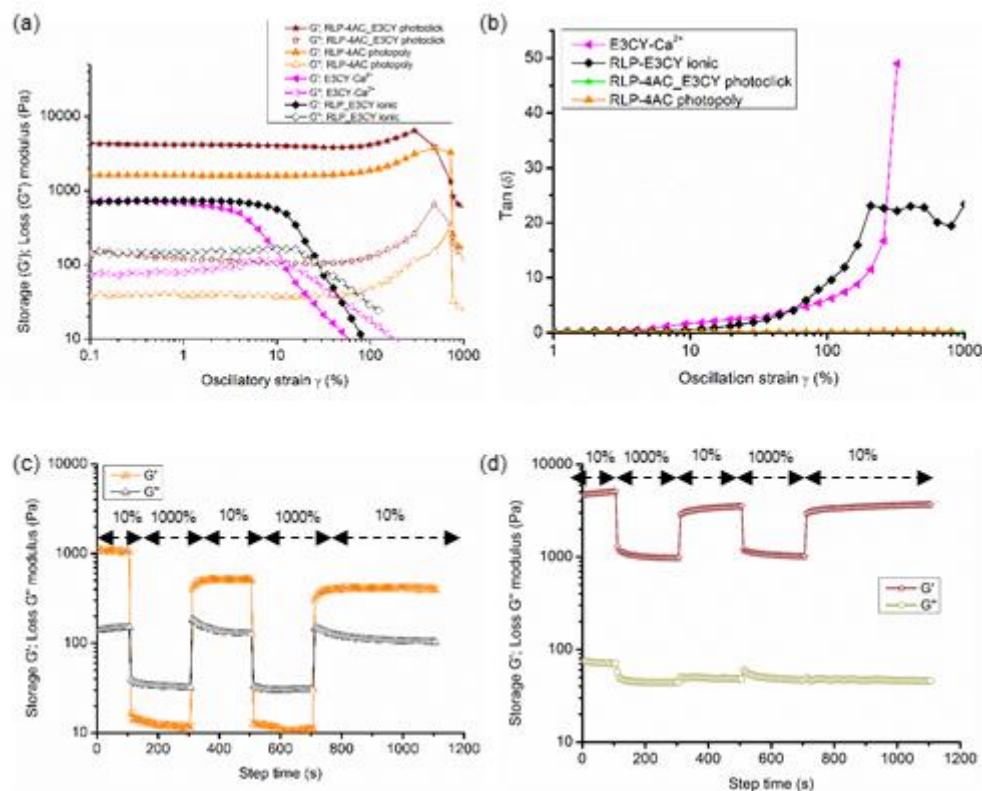 (a)
G': RLP-4AC_E3CY photoclick
G": RLP-4AC_E3CY photoclick
G': RLP-4AC photopoly
G": RLP-4AC photopoly
G': E3CY-Ca²⁺
G": E3CY-Ca²⁺
G': RLP_E3CY ionic
G": RLP_E3CY ionic
Storage (G'); Loss (G") modulus (Pa)
10000
1000
100
10
0.1 1 10 100 1000
Oscillatory strain γ (%)
(b)
E3CY-Ca²⁺
RLP-E3CY ionic
RLP-4AC_E3CY photoclick
RLP-4AC photopoly
Tan (δ)
50
40
30
20
10
0
1 10 100 1000
Oscillation strain γ (%)
(c)
G'
G"
10% 1000% 10% 1000% 10%
Storage G'; Loss G" modulus (Pa)
10000
1000
100
10
0 200 400 600 800 1000 1200
Step time (s)
(d)
10% 1000% 10% 1000% 10%
G'
G"
Storage G'; Loss G" modulus (Pa)
10000
1000
100
10
0 200 400 600 800 1000 1200
Step time (s)